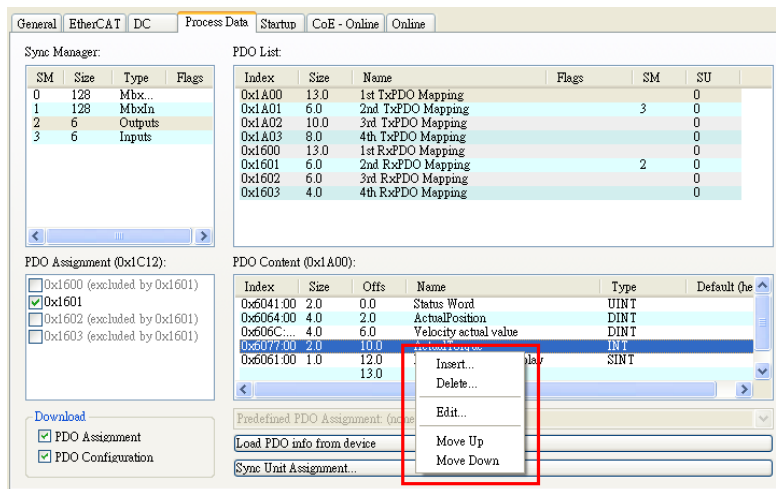 General EtherCAT DC Process Data Startup CoE - Online Online
Sync Manager:
SM Size Type Flags
0 128 Mbx...
1 128 MbxIn
2 6 Outputs
3 6 Inputs
PDO List:
Index Size Name Flags SM SU
0x1A00 13.0 1st TxPDO Mapping 0
0x1A01 6.0 2nd TxPDO Mapping 3 0
0x1A02 10.0 3rd TxPDO Mapping 0
0x1A03 8.0 4th TxPDO Mapping 0
0x1600 13.0 1st RxPDO Mapping 0
0x1601 6.0 2nd RxPDO Mapping 2 0
0x1602 6.0 3rd RxPDO Mapping 0
0x1603 4.0 4th RxPDO Mapping 0
PDO Assignment (0x1C12):
0x1600 (excluded by 0x1601)
0x1601
0x1602 (excluded by 0x1601)
0x1603 (excluded by 0x1601)
PDO Content (0x1A00):
Index Size Offs Name Type Default (he
0x6041:00 2.0 0.0 Status Word UINT
0x6064:00 4.0 2.0 ActualPosition DINT
0x606C:... 4.0 6.0 Velocity actual value DINT
0x6077:00 2.0 10.0 ActualTorque INT
0x6061:00 1.0 12.0 SINT
13.0
Insert...
Delete...
Edit...
Move Up
Move Down
Download
PDO Assignment
PDO Configuration
Predefined PDO Assignment: (none
Load PDO info from device
Sync Unit Assignment...